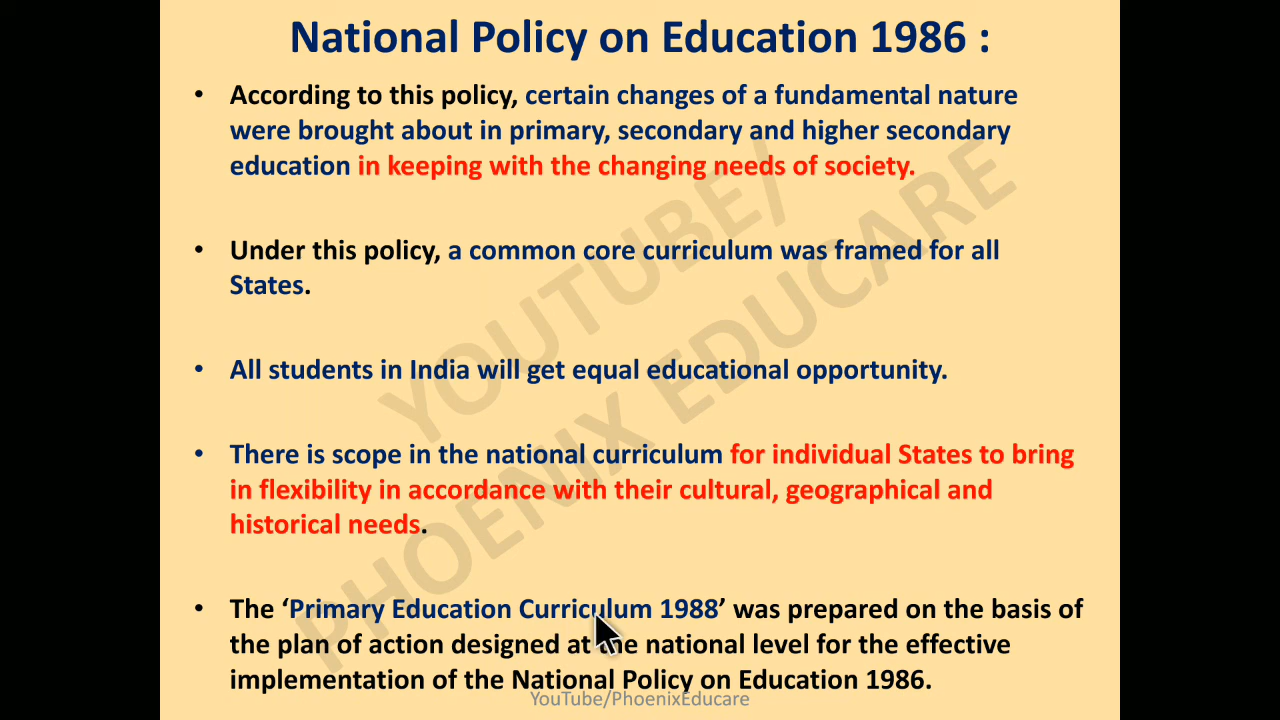 National Policy on Education 1986 :
• According to this policy, certain changes of a fundamental nature
were brought about in primary, secondary and higher secondary
education in keeping with the changing needs of society.
• Under this policy, a common core curriculum was framed for all
States.
• All students in India will get equal educational opportunity.
• There is scope in the national curriculum for individual States to bring
in flexibility in accordance with their cultural, geographical and
historical needs.
• The ‘Primary Education Curriculum 1988’ was prepared on the basis of
the plan of action designed at the national level for the effective
implementation of the National Policy on Education 1986.
YouTube/PhoenixEducare
YOUTUBE/
PHOENIX EDUCARE